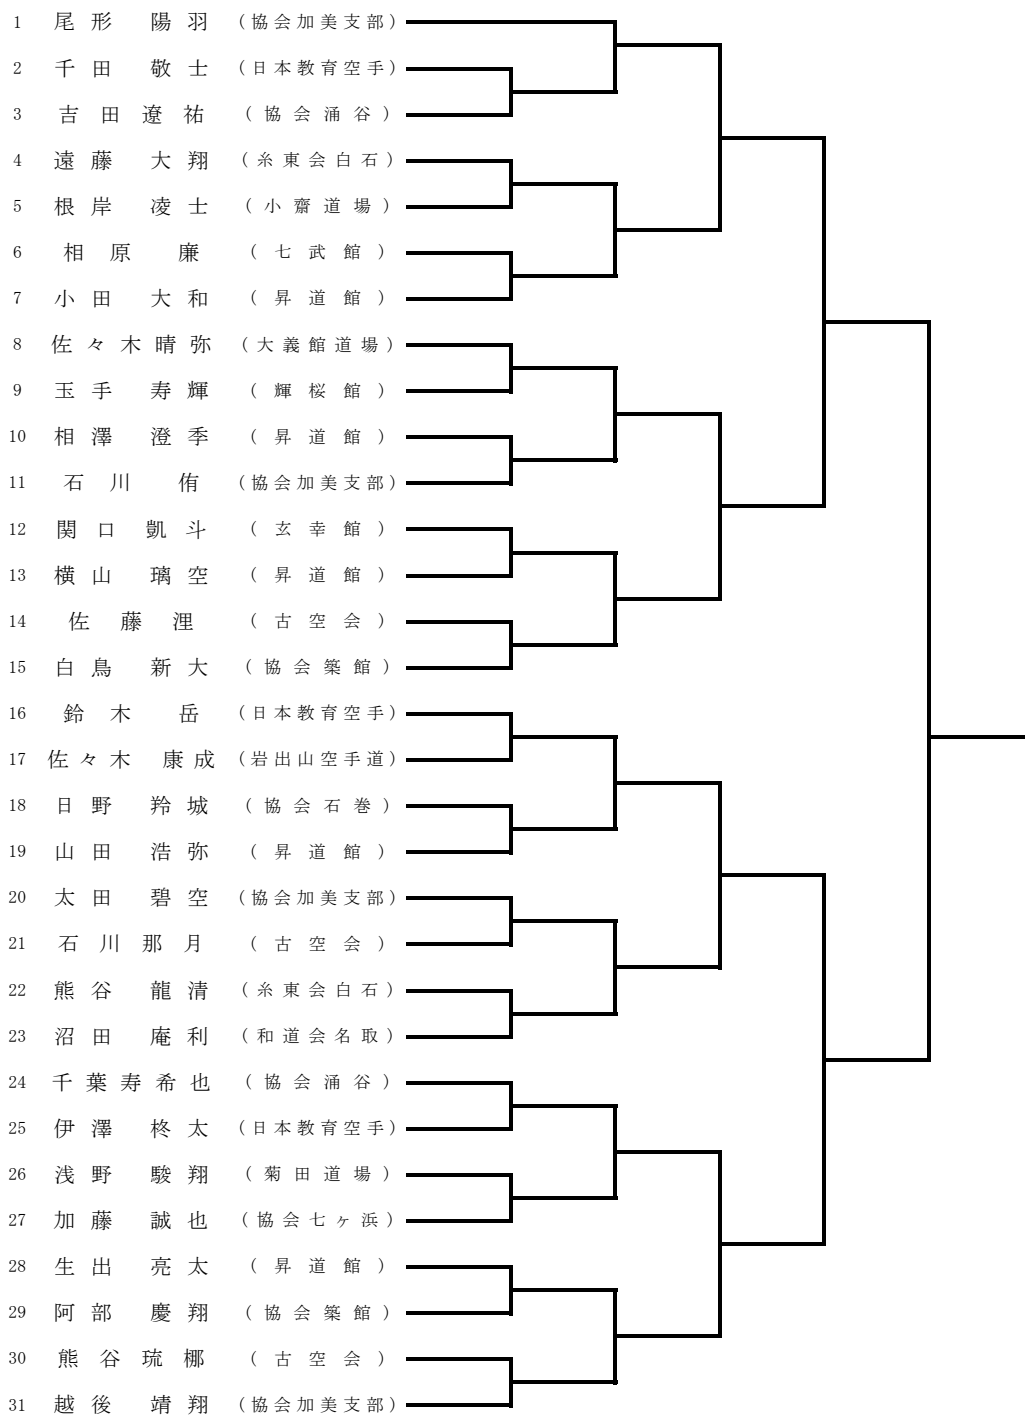 1 尾形 陽羽 (協会加美支部)
2 千田 敬士 (日本教育空手)
3 吉田遼祐 (協会涌谷)
4 遠藤 大翔 (糸東会白石)
5 根岸 凌士 (小齋道場)
6 相原 廉 (七武館)
7 小田 大和 (昇道館)
8 佐々木晴弥 (大義館道場)
9 玉手 寿輝 (輝桜館)
10 相澤 澄季 (昇道館)
11 石川 侑 (協会加美支部)
12 関口 凱斗 (玄幸館)
13 横山 璃空 (昇道館)
14 佐藤浬 (古空会)
15 白鳥 新大 (協会築館)
16 鈴木 岳 (日本教育空手)
17 佐々木 康成 (岩出山空手道)
18 日野 羚城 (協会石巻)
19 山田 浩弥 (昇道館)
20 太田 碧空 (協会加美支部)
21 石川那月 (古空会)
22 熊谷 龍清 (糸東会白石)
23 沼田 庵利 (和道会名取)
24 千葉寿希也 (協会涌谷)
25 伊澤 柊太 (日本教育空手)
26 浅野 駿翔 (菊田道場)
27 加藤 誠也 (協会七ヶ浜)
28 生出 亮太 (昇道館)
29 阿部 慶翔 (協会築館)
30 熊谷琉梛 (古空会)
31 越後 靖翔 (協会加美支部)